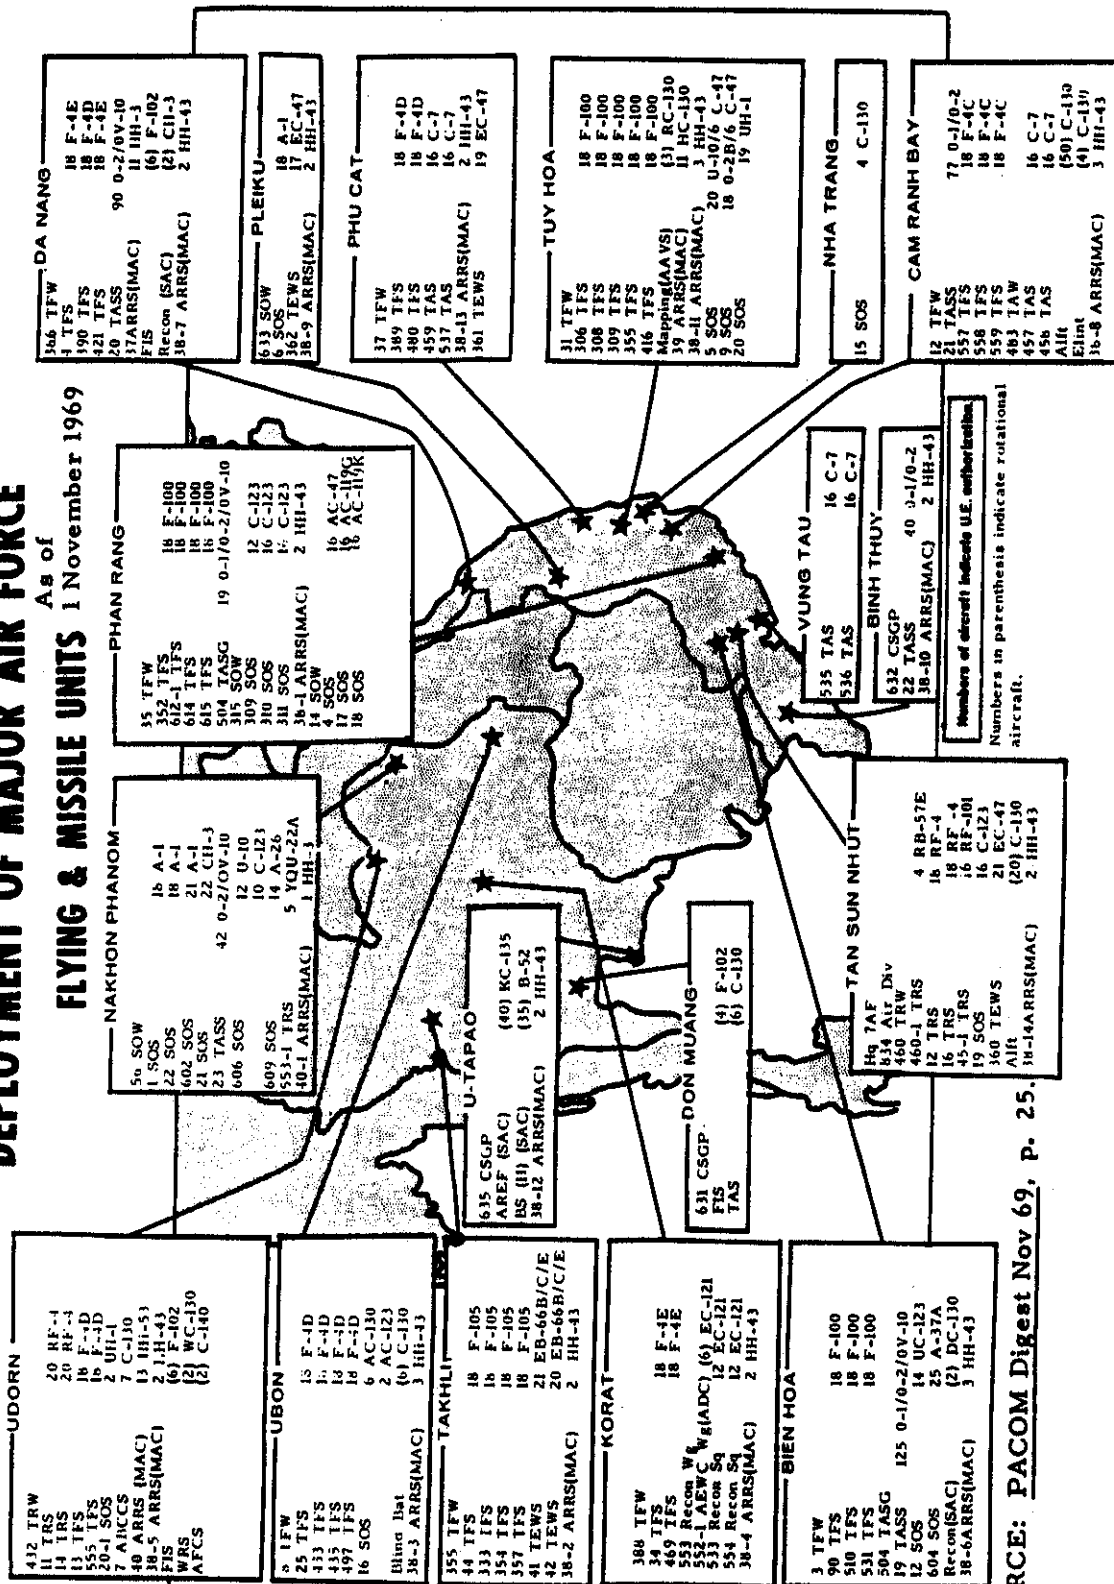 DEPLOYMENT OF MAJOR AIR FORCE
As of
FLYING & MISSILE UNITS 1 November 1969
UDORN
432 TRW
11 TRS 20 RF-4
14 TRS 20 RF-4
13 TFS 18 F-4D
555 TFS 18 F-4D
20-1 SOS 2 UH-1
7 ABCCS 7 C-130
40 ARRS (MAC) 13 HH-53
38-5 ARRS(MAC) 2 HH-43
FIS (6) F-102
WRS (2) WC-130
AFCS (2) C-140
UBON
8 TFW
25 TFS F-4D
433 TFS F-4D
435 TFS 18 F-4D
497 TFS 18 F-4D
16 SOS 6 AC-130
2 AC-123
Blind Bat (6) C-130
38-3 ARRS(MAC) 3 HH-43
TAKHLI
355 TFW
44 TFS 18 F-105
333 TFS 18 F-105
354 TFS 18 F-105
357 TFS 18 F-105
41 TEWS 21 EB-66B/C/E
42 TEWS 20 EB-66B/C/E
38-2 ARRS(MAC) 2 HH-43
KORAT
388 TFW
34 TFS 18 F-4E
469 TFS 18 F-4E
553 Recon Wg
552-1 AEWC Wg(ADC) (6) EC-121
533 Recon Sq 12 EC-121
554 Recon Sq 12 EC-121
38-4 ARRS(MAC) 2 HH-43
BIEN HOA
3 TFW
90 TFS 18 F-100
510 TFS 18 F-100
531 TFS 18 F-100
504 TASG
19 TASS 125 0-1/0-2/0V-10
12 SOS 14 UC-123
604 SOS 25 A-37A
Recon(SAC) (2) DC-130
38-6ARRS(MAC) 3 HH-43
NAKHON PHANOM
56 SOW
1 SOS 18 A-1
22 SOS 18 A-1
602 SOS 21 A-1
21 SOS 22 CH-3
23 TASS 42 0-2/OV-10
606 SOS 12 U-10
10 C-123
609 SOS 14 A-26
553-1 TRS 5 YQU-22A
40-1 ARRS(MAC) HH-3
U-TAPAO
635 CSGP
AREF (SAC) (40) KC-135
BS (H) (SAC) (35) B-52
38-12 ARRS(MAC) 2 HH-43
DON MUANG
631 CSGP
FIS (4) F-102
TAS (6) C-130
TAN SUN NHUT
Hq 7AF
834 Air Div
460 TRW
460-1 TRS 4 RB-57E
12 TRS 18 RF-4
16 TRS 18 RF-4
45-1 TRS 16 RF-101
19 SOS 16 C-123
360 TEWS 21 EC-47
Alft (20) C-130
38-14ARRS(MAC) 2 HH-43
PHAN RANG
35 TFW
352 TFS 18 F-100
612-1 TFS 18 F-100
614 TFS 18 F-100
615 TFS 18 F-100
504 TASG 19 0-1/0-2/0V-10
315 SOW
309 SOS 12 C-123
310 SOS 16 C-123
311 SOS C-123
38-1 ARRS(MAC) 2 HH-43
14 SOW
4 SOS 16 AC-47
17 SOS 16 AC-119G
18 SOS 16 AC-119K
VUNG TAU
535 TAS 16 C-7
536 TAS 16 C-7
BINH THUY
632 CSGP
22 TASS 40 0-1/0-2
38-10 ARRS(MAC) 2 HH-43
Numbers of aircraft indicate U.E. authorization.
Numbers in parenthesis indicate rotational
aircraft.
DA NANG
366 TFW
4 TFS 18 F-4E
390 TFS 18 F-4D
421 TFS 18 F-4E
20 TASS 90 0-2/0V-10
37ARRS(MAC) 11 HH-3
FIS (6) F-102
Recon (SAC) (2) CH-3
38-7 ARRS(MAC) 2 HH-43
PLEIKU
633 SOW
6 SOS 18 A-1
362 TEWS 17 EC-47
38-9 ARRS(MAC) 2 HH-43
PHU CAT
37 TFW
389 TFS 18 F-4D
480 TFS 18 F-4D
459 TAS 16 C-7
537 TAS 16 C-7
38-13 ARRS(MAC) 2 HH-43
361 TEWS 19 EC-47
TUY HOA
31 TFW
306 TFS 18 F-100
308 TFS 18 F-100
309 TFS 18 F-100
355 TFS 18 F-100
416 TFS 18 F-100
Mapping(AAVS) (3) RC-130
39 ARRS(MAC) 11 HC-130
38-11 ARRS(MAC) 3 HH-43
5 SOS 20 U-10/6 C-47
9 SOS 18 0-2B/6 C-47
20 SOS 19 UH-1
NHA TRANG
15 SOS 4 C-130
CAM RANH BAY
12 TFW
21 TASS 77 0-1/0-2
557 TFS 18 F-4C
558 TFS 18 F-4C
559 TFS 18 F-4C
483 TAW
457 TAS 16 C-7
458 TAS 16 C-7
Alft (50) C-130
Elint (4) C-130
38-8 ARRS(MAC) 3 HH-43
RCE: PACOM Digest Nov 69, p. 25.